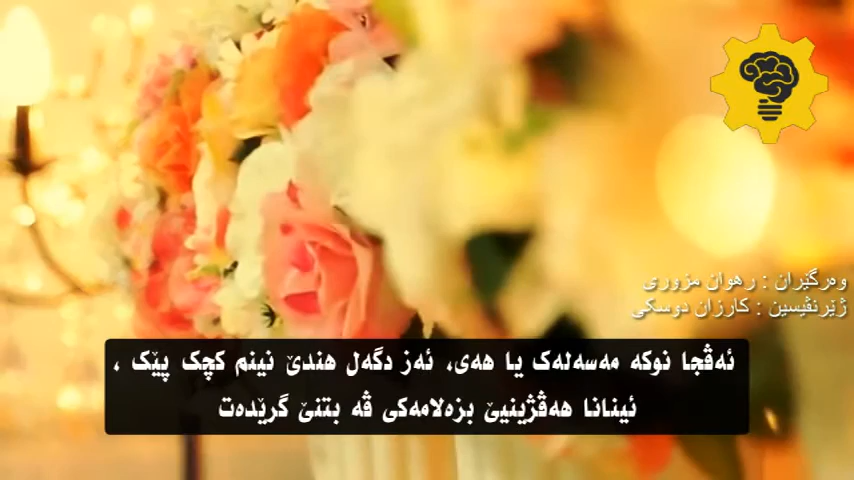 وەرگێران : رهوان مزوری
ژێرنڤیسین : کارزان دوسکی
ئەڤجا نوکە مەسەلەک یا هەی، ئەز دگەل هندێ نینم کچک پێک ،
ئینانا هەڤژینیێ بزەلامەکی ڤە بتنێ گرێدەت